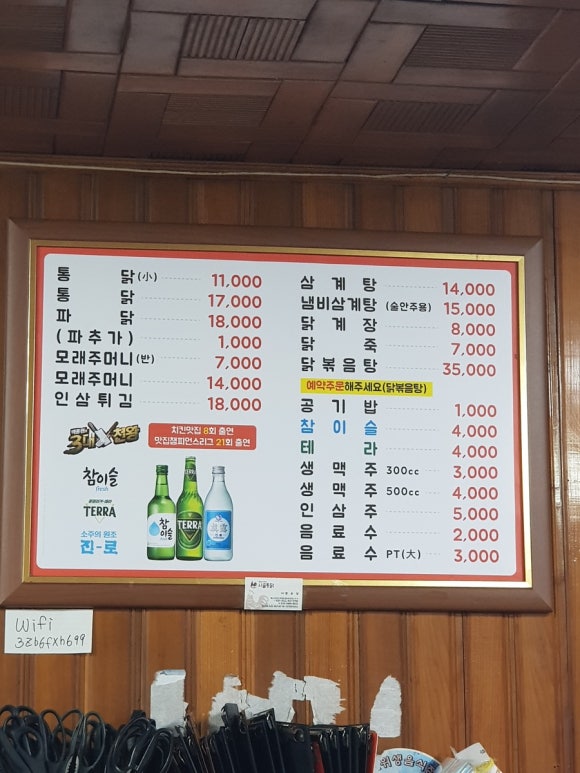 통 닭(小) 11,000
통 닭 17,000
파 닭 18,000
(파추가) 1,000
모래주머니(반) 7,000
모래주머니 14,000
인삼튀김 18,000
3대 천왕
치킨맛집 8회 출연
맛집챔피언스리그 21회 출연
참이슬
fresh
TERRA
소주의 원조
진-로
참이슬
TERRA
삼계탕 14,000
냄비삼계탕 (술안주용) 15,000
닭계장 8,000
닭 죽 7,000
닭볶음탕 35,000
예약주문해주세요(닭볶음탕)
공기밥 1,000
참이슬 4,000
테 라 4,000
생맥주 300cc 3,000
생맥주 500cc 4,000
인삼주 5,000
음료수 2,000
음료수 PT(大) 3,000
Wifi
3zb6fxh699